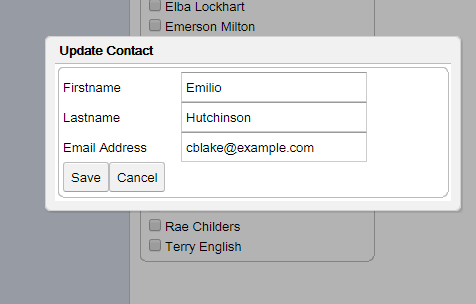 Elba Lockhart
Emerson Milton
Update Contact
Firstname Emilio
Lastname Hutchinson
Email Address cblake@example.com
Save Cancel
Rae Childers
Terry English